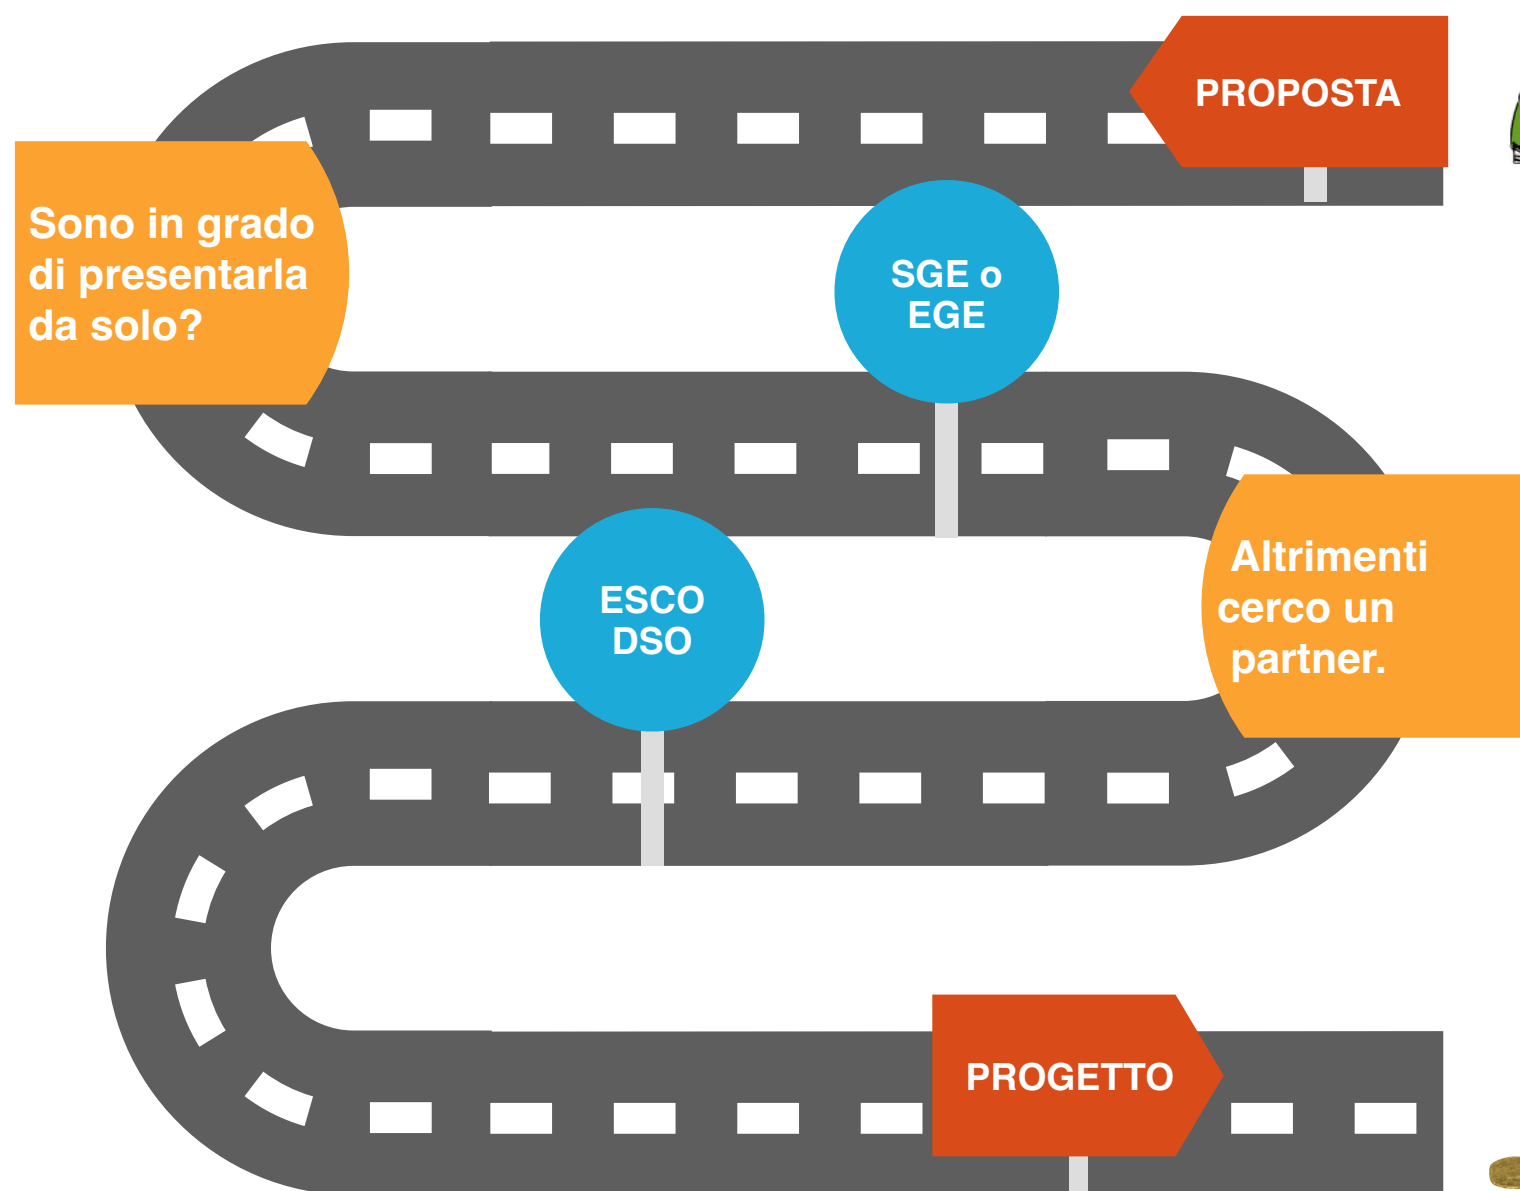 PROPOSTA
Sono in grado
di presentarla
da solo?
SGE o
EGE
Altrimenti
cerco un
partner.
ESCO
DSO
PROGETTO